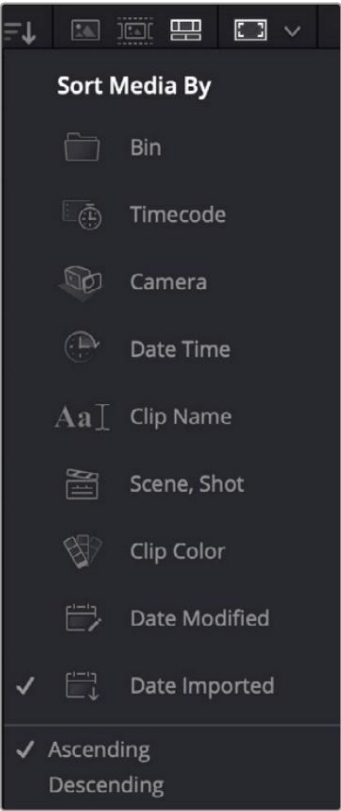 Sort Media By
Bin
Timecode
Camera
Date Time
Aa Clip Name
Scene, Shot
Clip Color
Date Modified
Date Imported
Ascending
Descending